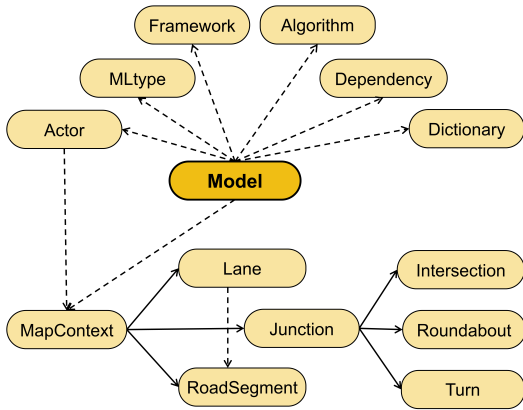 Framework
Algorithm
MLtype
Dependency
Actor
Dictionary
Model
Lane
Intersection
MapContext
Junction
Roundabout
RoadSegment
Turn